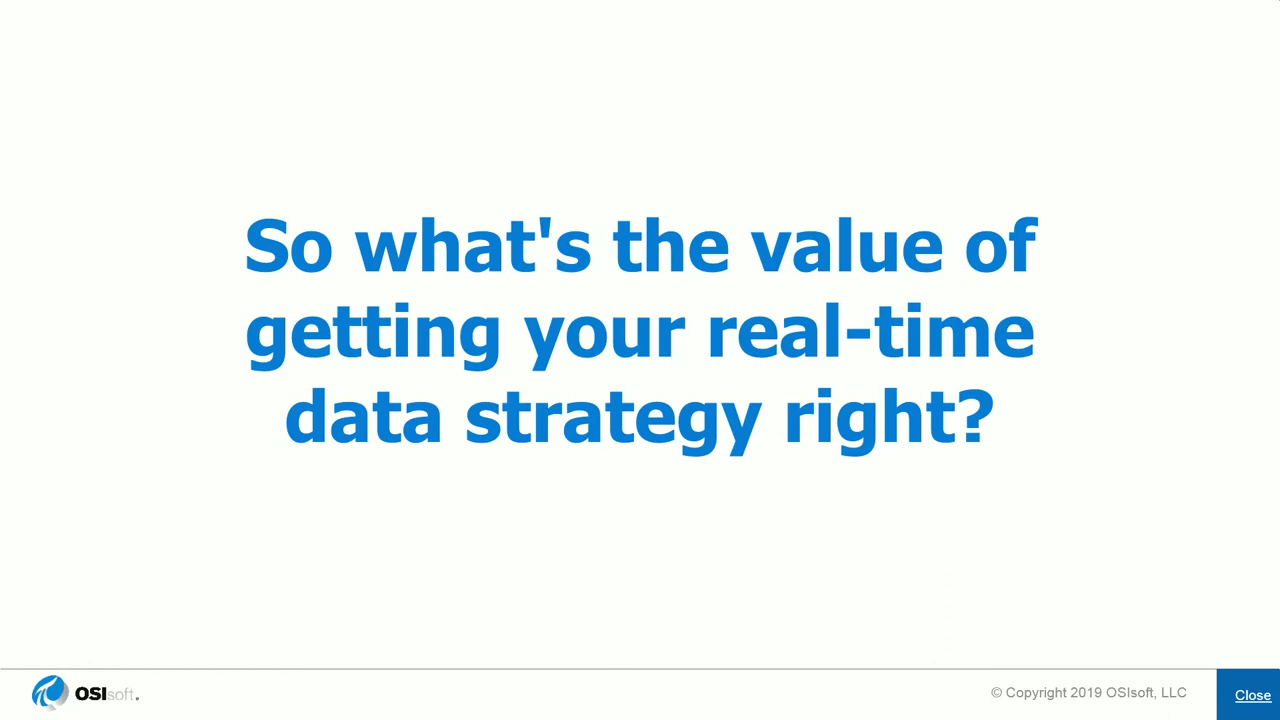 So what's the value of
getting your real-time
data strategy right?
OSIsoft.
© Copyright 2019 OSIsoft, LLC
Close